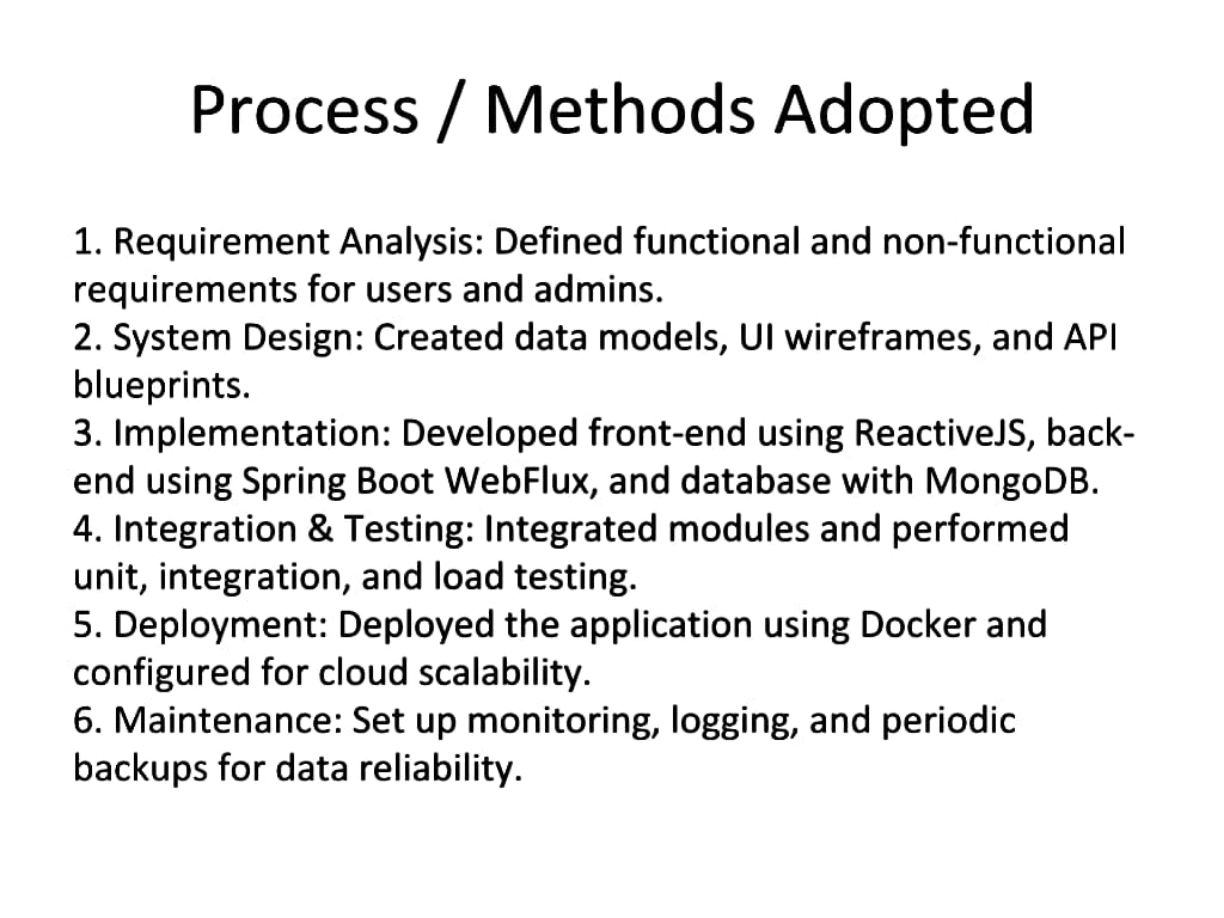 Process / Methods Adopted
1. Requirement Analysis: Defined functional and non-functional
requirements for users and admins.
2. System Design: Created data models, UI wireframes, and API
blueprints.
3. Implementation: Developed front-end using ReactiveJS, back-
end using Spring Boot WebFlux, and database with MongoDB.
4. Integration & Testing: Integrated modules and performed
unit, integration, and load testing.
5. Deployment: Deployed the application using Docker and
configured for cloud scalability.
6. Maintenance: Set up monitoring, logging, and periodic
backups for data reliability.